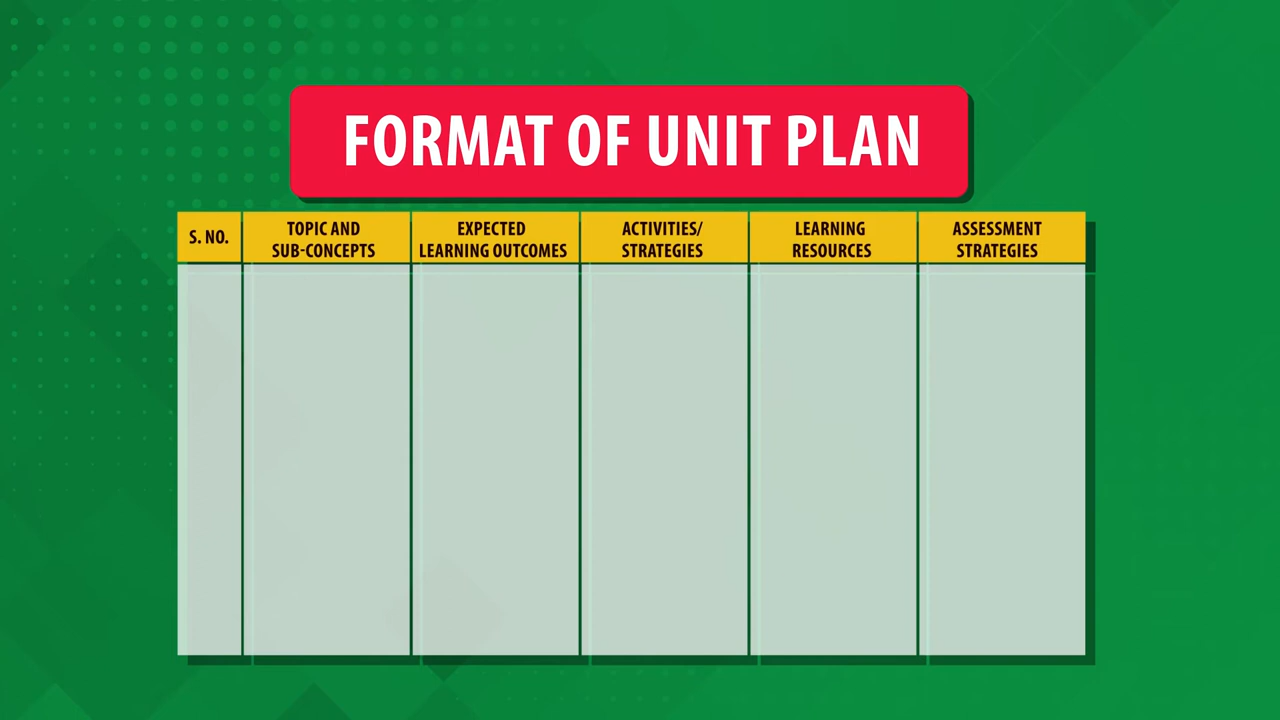 FORMAT OF UNIT PLAN
S. NO.
TOPIC AND
SUB-CONCEPTS
EXPECTED
LEARNING OUTCOMES
ACTIVITIES/
STRATEGIES
LEARNING
RESOURCES
ASSESSMENT
STRATEGIES